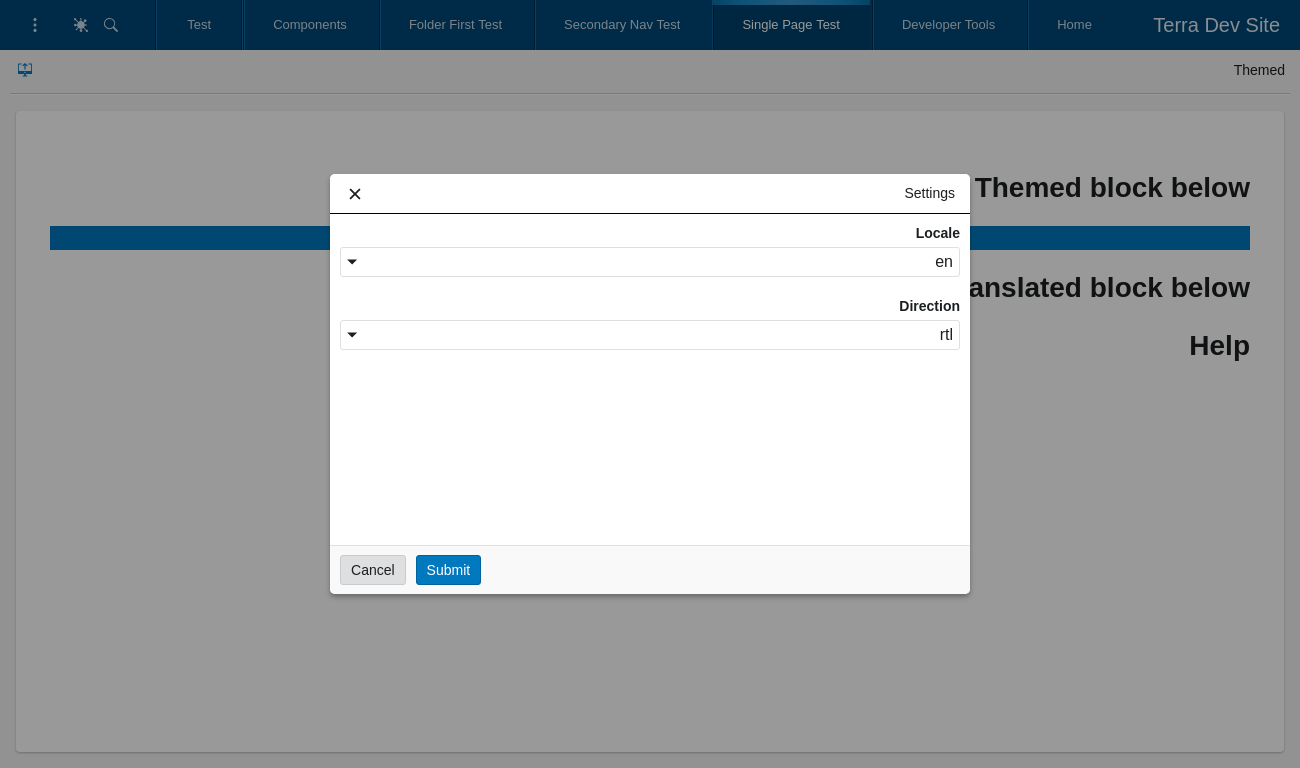 Terra Dev Site
Home
Developer Tools
Single Page Test
Secondary Nav Test
Folder First Test
Components
Test
Themed
Themed block below
anslated block below
Help
Settings
Locale
en
Direction
rtl
Submit
Cancel